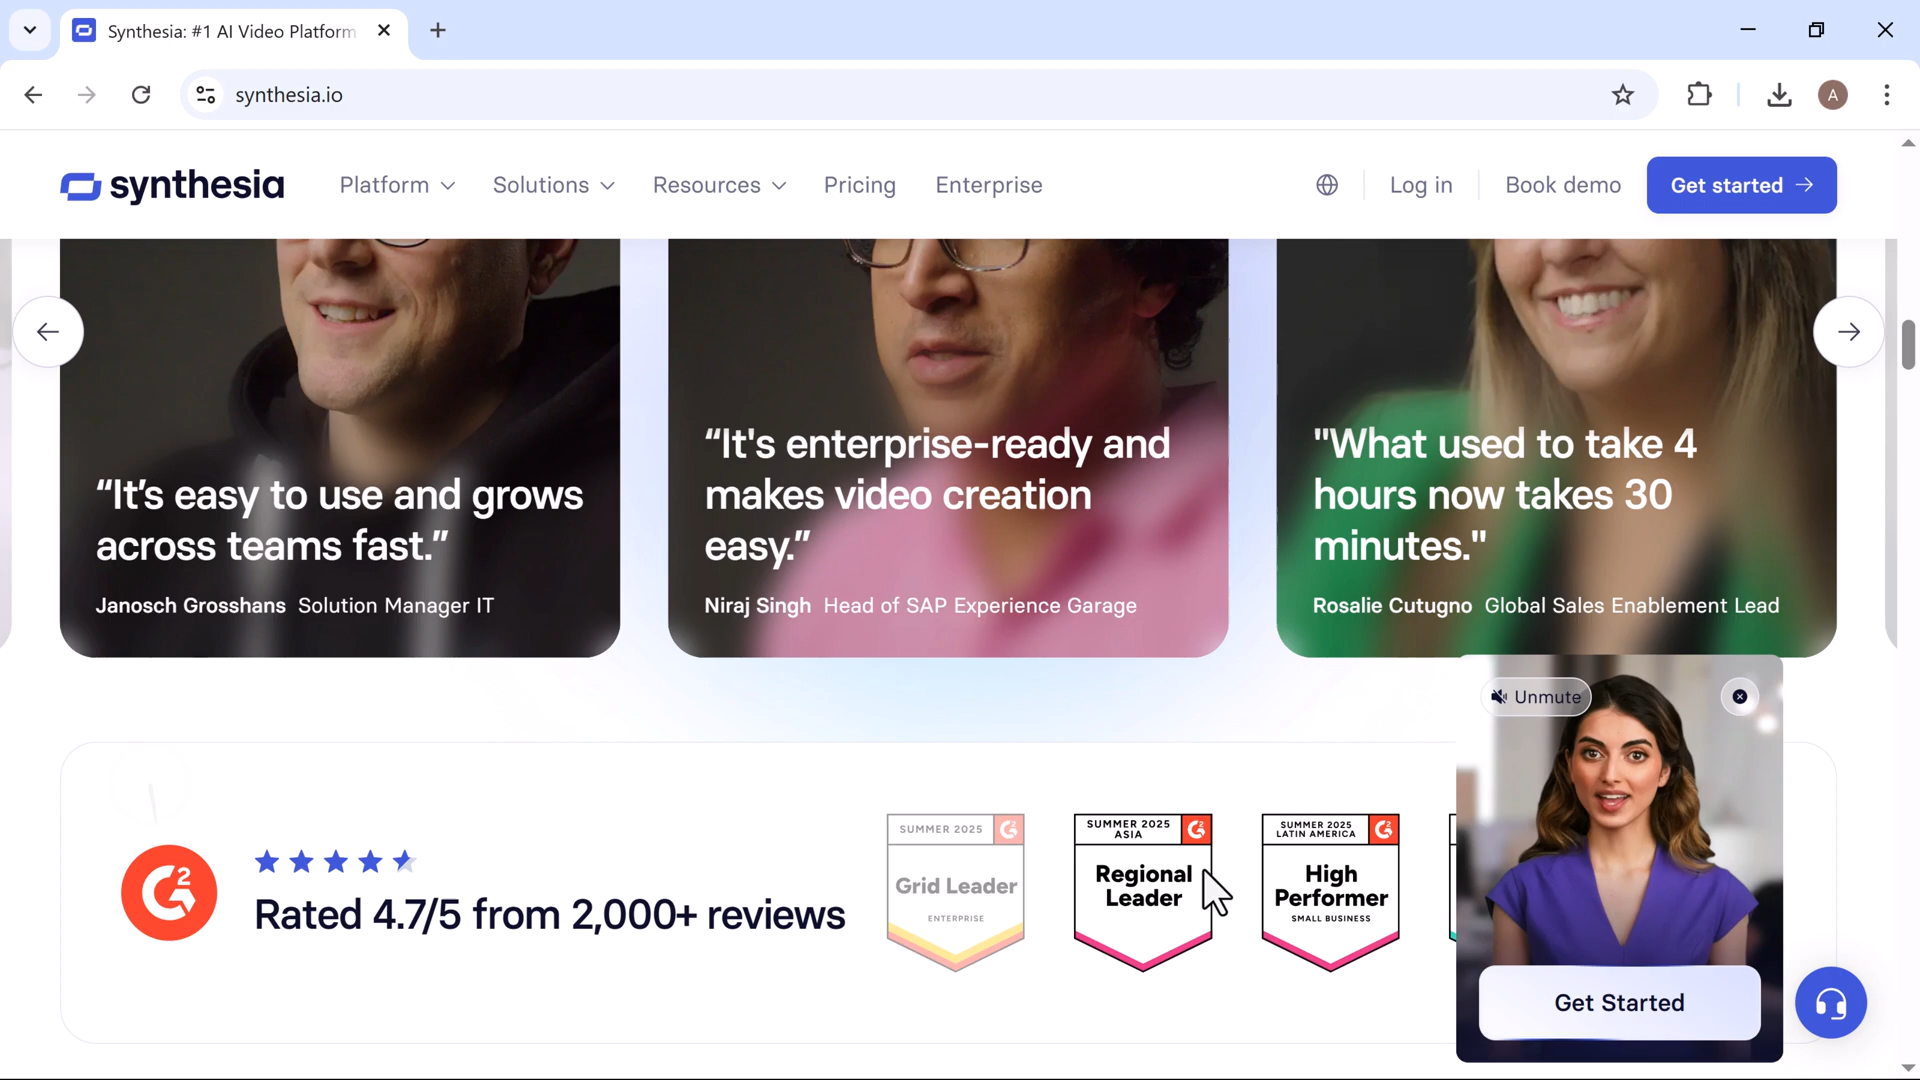 Synthesia: #1 AI Video Platform
synthesia.io
synthesia
Platform
Solutions
Resources
Pricing
Enterprise
Log in
Book demo
Get started
“It’s easy to use and grows
across teams fast.”
Janosch Grosshans Solution Manager IT
“It's enterprise-ready and
makes video creation
easy.”
Niraj Singh Head of SAP Experience Garage
"What used to take 4
hours now takes 30
minutes."
Rosalie Cutugno Global Sales Enablement Lead
Unmute
G2
Rated 4.7/5 from 2,000+ reviews
SUMMER 2025
Grid Leader
ENTERPRISE
SUMMER 2025
ASIA
Regional
Leader
SUMMER 2025
LATIN AMERICA
High
Performer
SMALL BUSINESS
Get Started
A